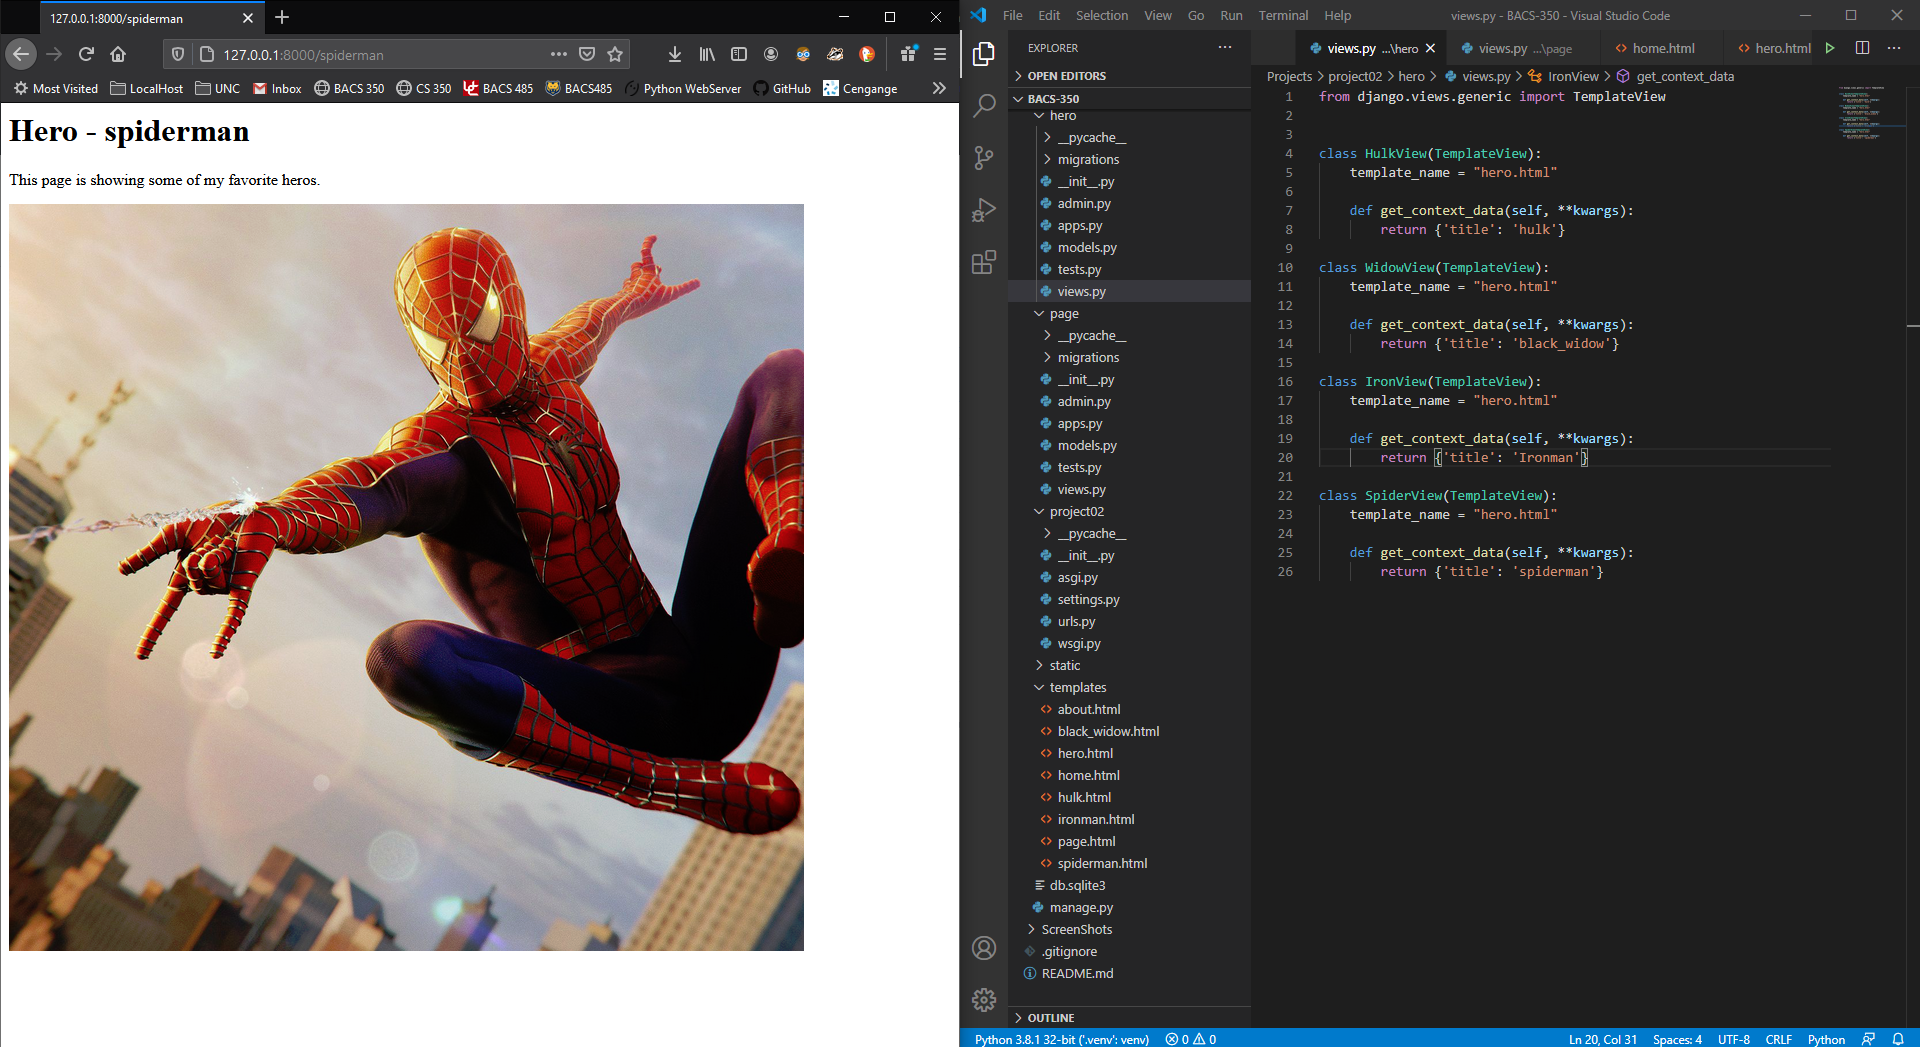 127.0.0.1:8000/spiderman
127.0.0.1:8000/spiderman
Most Visited LocalHost UNC Inbox BACS 350 CS 350 BACS 485 BACS485 Python WebServer GitHub Cengange
Hero - spiderman
This page is showing some of my favorite heros.
File Edit Selection View Go Run Terminal Help views.py - BACS-350 - Visual Studio Code
EXPLORER
OPEN EDITORS
BACS-350
hero
__pycache__
migrations
__init__.py
admin.py
apps.py
models.py
tests.py
views.py
page
__pycache__
migrations
__init__.py
admin.py
apps.py
models.py
tests.py
views.py
project02
__pycache__
__init__.py
asgi.py
settings.py
urls.py
wsgi.py
static
templates
about.html
black_widow.html
hero.html
home.html
hulk.html
ironman.html
page.html
spiderman.html
db.sqlite3
manage.py
ScreenShots
.gitignore
README.md
OUTLINE
views.py ...\hero views.py ...\page home.html hero.html
Projects > project02 > hero > views.py > IronView > get_context_data
1 from django.views.generic import TemplateView
2
3
4 class HulkView(TemplateView):
5 template_name = "hero.html"
6
7 def get_context_data(self, **kwargs):
8 return {'title': 'hulk'}
9
10 class WidowView(TemplateView):
11 template_name = "hero.html"
12
13 def get_context_data(self, **kwargs):
14 return {'title': 'black_widow'}
15
16 class IronView(TemplateView):
17 template_name = "hero.html"
18
19 def get_context_data(self, **kwargs):
20 return {'title': 'Ironman'}
21
22 class SpiderView(TemplateView):
23 template_name = "hero.html"
24
25 def get_context_data(self, **kwargs):
26 return {'title': 'spiderman'}
Python 3.8.1 32-bit ('.venv': venv) 0 0 Ln 20, Col 31 Spaces: 4 UTF-8 CRLF Python